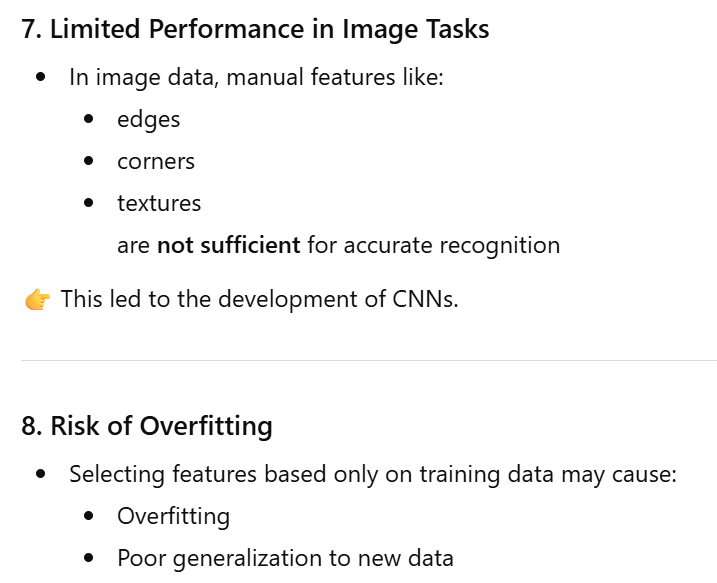 7. Limited Performance in Image Tasks
• In image data, manual features like:
• edges
• corners
• textures
are not sufficient for accurate recognition
👉 This led to the development of CNNs.
8. Risk of Overfitting
• Selecting features based only on training data may cause:
• Overfitting
• Poor generalization to new data